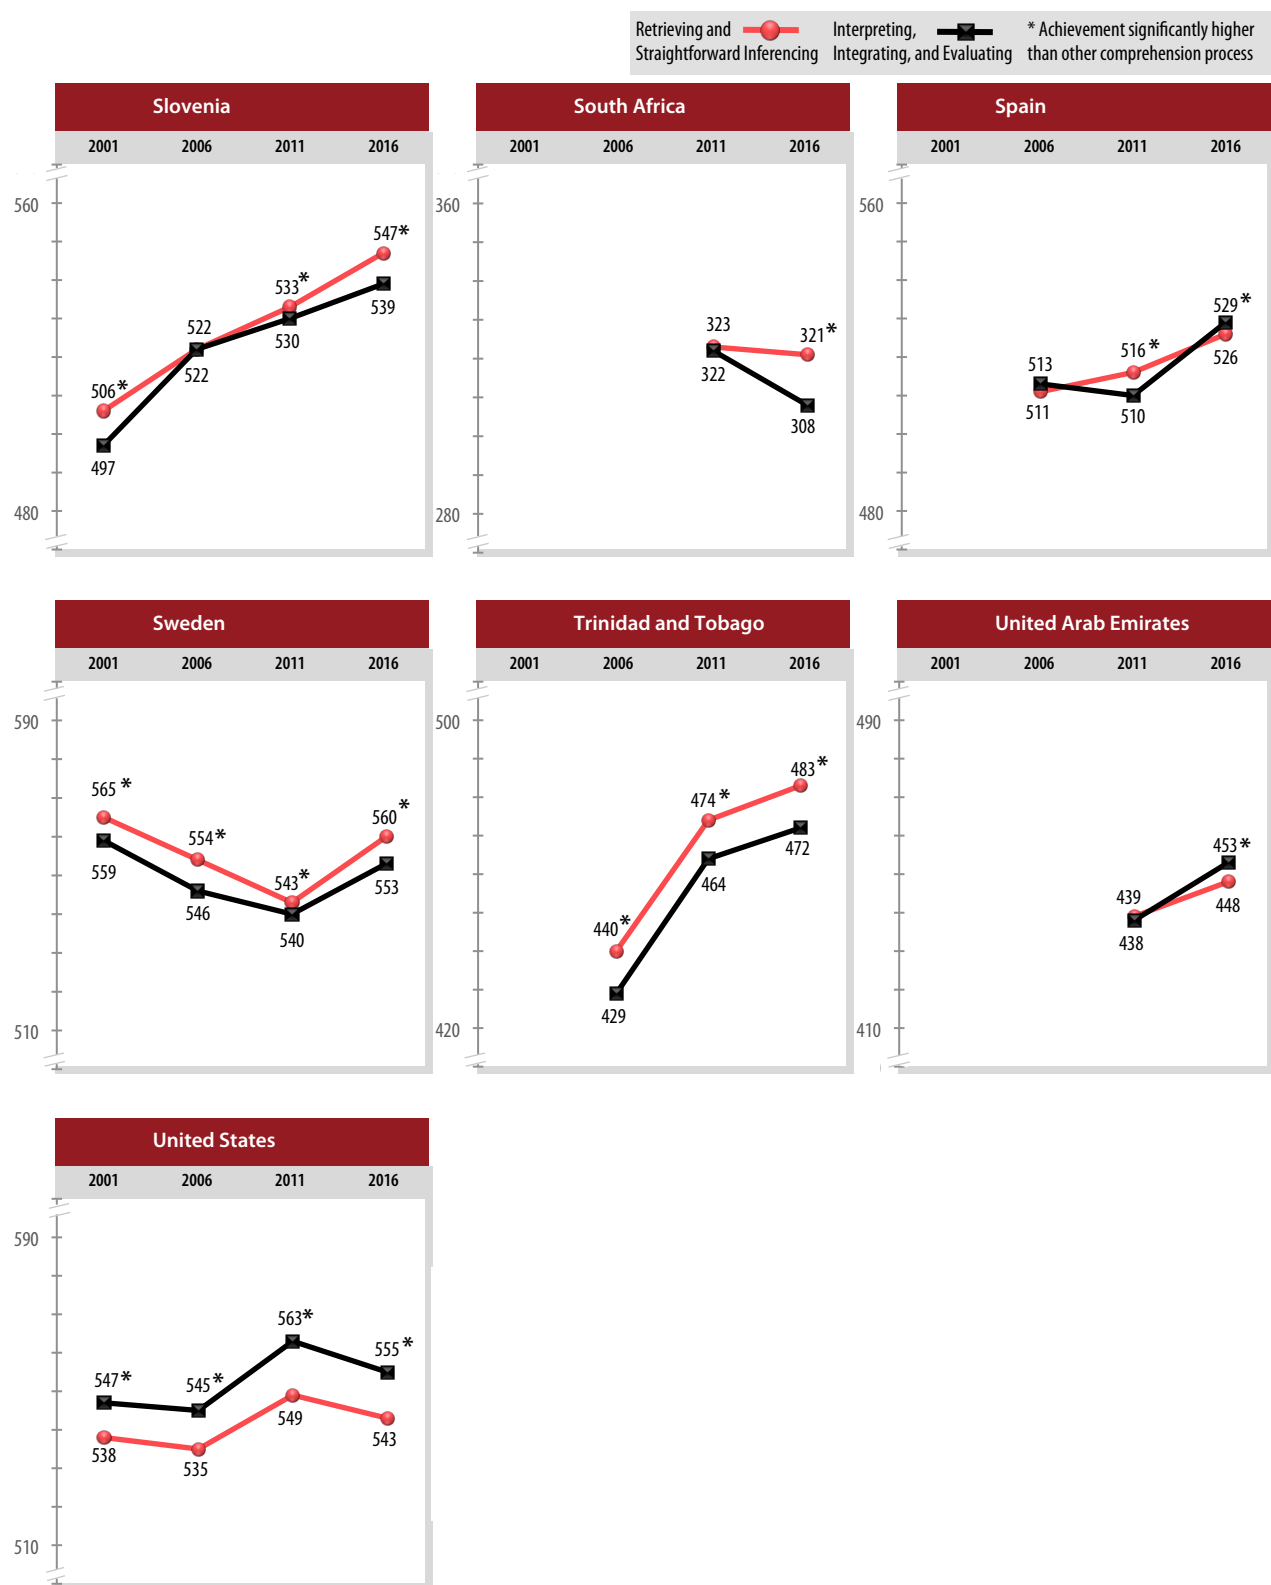 Retrieving and
Straightforward Inferencing
Interpreting,
Integrating, and Evaluating
* Achievement significantly higher
than other comprehension process
Slovenia
2001 2006 2011 2016
560
480
506*
497
522
522
533*
530
547*
539
South Africa
2001 2006 2011 2016
360
280
323
322
321*
308
Spain
2001 2006 2011 2016
560
480
513
511
516*
510
529*
526
Sweden
2001 2006 2011 2016
590
510
565*
559
554*
546
543*
540
560*
553
Trinidad and Tobago
2001 2006 2011 2016
500
420
440*
429
474*
464
483*
472
United Arab Emirates
2001 2006 2011 2016
490
410
439
438
453*
448
United States
2001 2006 2011 2016
590
510
547*
538
545*
535
563*
549
555*
543